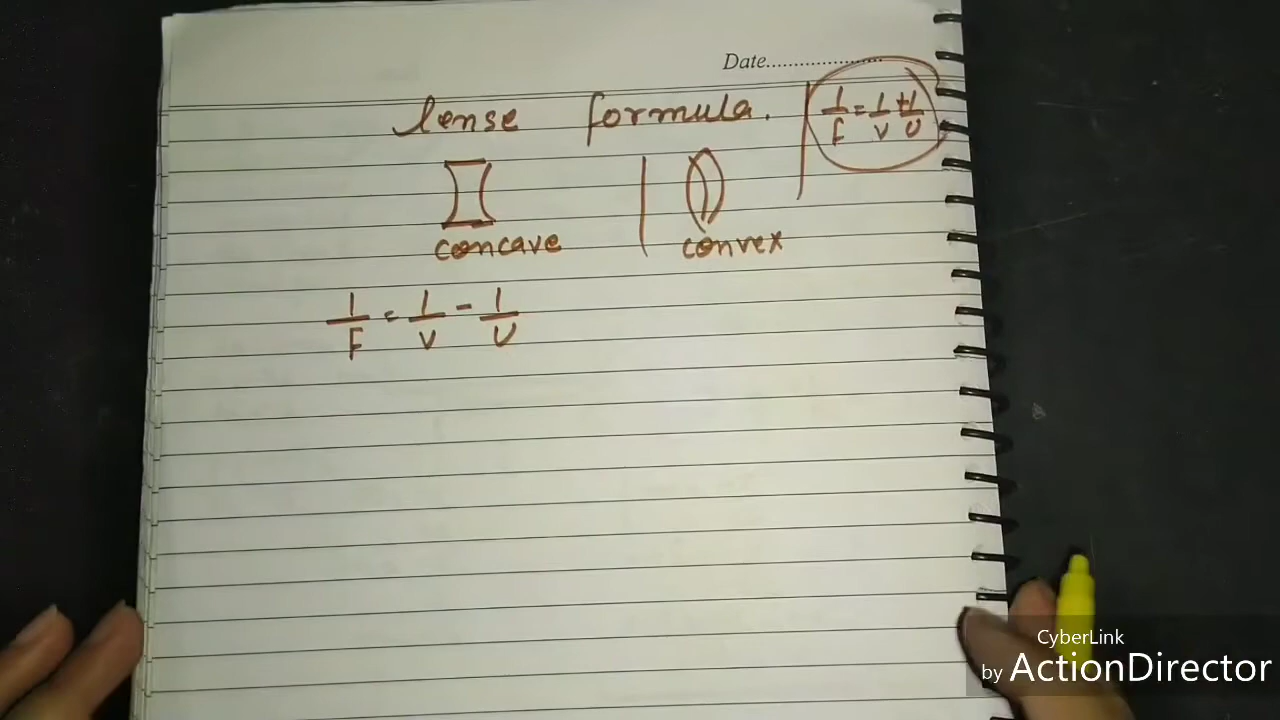 Date.....................
lense formula.
1/F = 1/v + 1/U
concave
convex
1/F = 1/v - 1/U
CyberLink
by ActionDirector